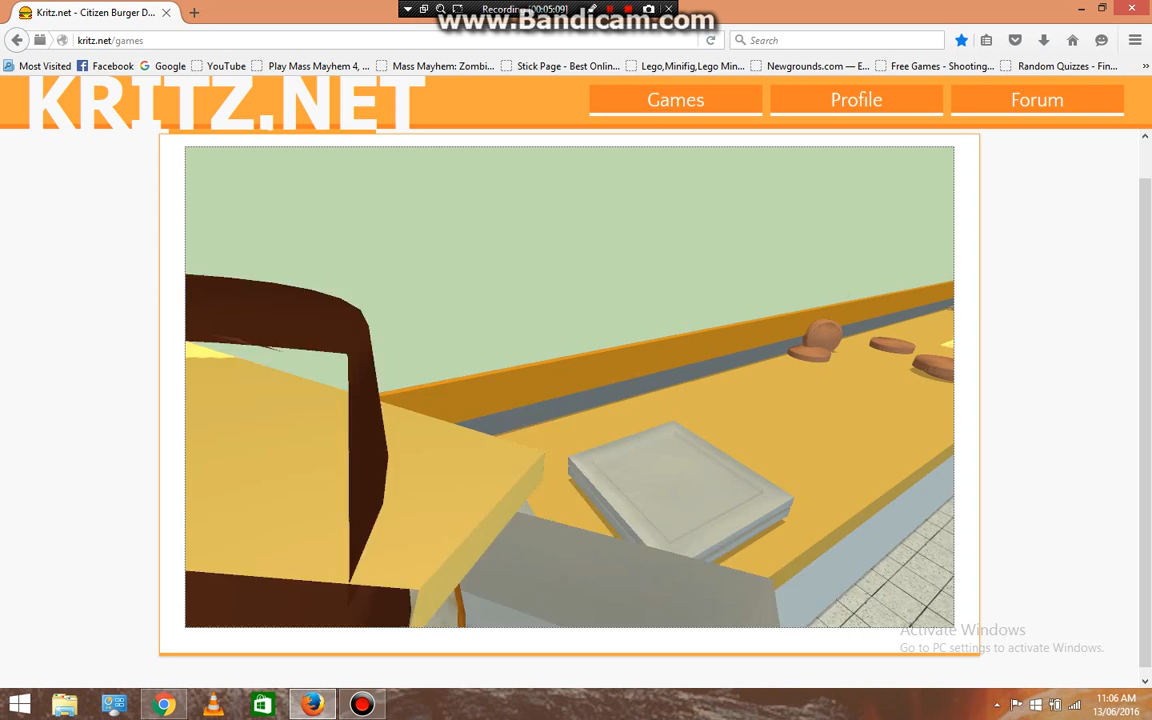 Kritz.net - Citizen Burger D...
Recording [00:05:09]
www.Bandicam.com
kritz.net/games
Search
Most Visited
Facebook
Google
YouTube
Play Mass Mayhem 4, ...
Mass Mayhem: Zombi...
Stick Page - Best Onlin...
Lego,Minifig,Lego Min...
Newgrounds.com — E...
Free Games - Shooting...
Random Quizzes - Fin...
KRITZ.NET
Games
Profile
Forum
Activate Windows
Go to PC settings to activate Windows.
11:06 AM
13/06/2016